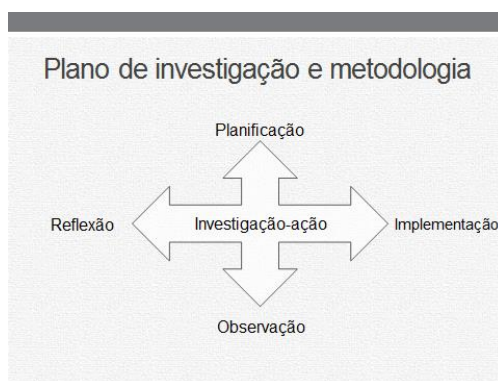 Plano de investigação e metodologia
Planificação
Reflexão
Investigação-ação
Implementação
Observação